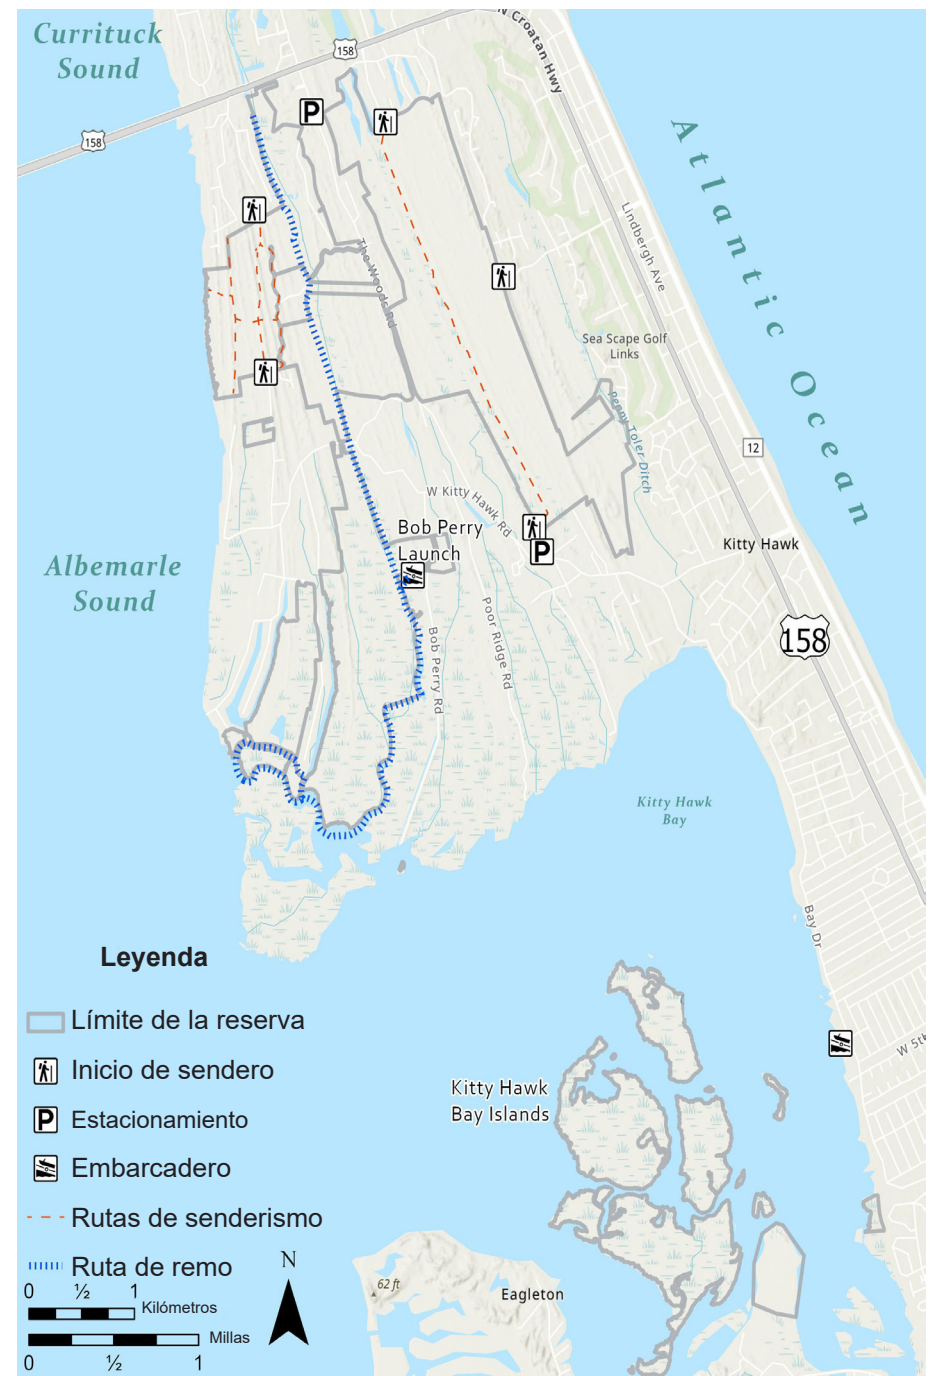 Currituck
Sound
158
N Croatan Hwy
158
Atlantic Ocean
Lindbergh Ave
The Woods Rd
Sea Scape Golf
Links
Penny Toler Ditch
12
W Kitty Hawk Rd
Bob Perry
Launch
Kitty Hawk
Albemarle
Sound
158
Poor Ridge Rd
Bob Perry Rd
Kitty Hawk
Bay
Bay Dr
W 5th
Kitty Hawk
Bay Islands
62 ft
Eagleton
Leyenda
Límite de la reserva
Inicio de sendero
P Estacionamiento
Embarcadero
Rutas de senderismo
Ruta de remo
N
0 ½ 1
Kilómetros
Millas
0 ½ 1
P
P